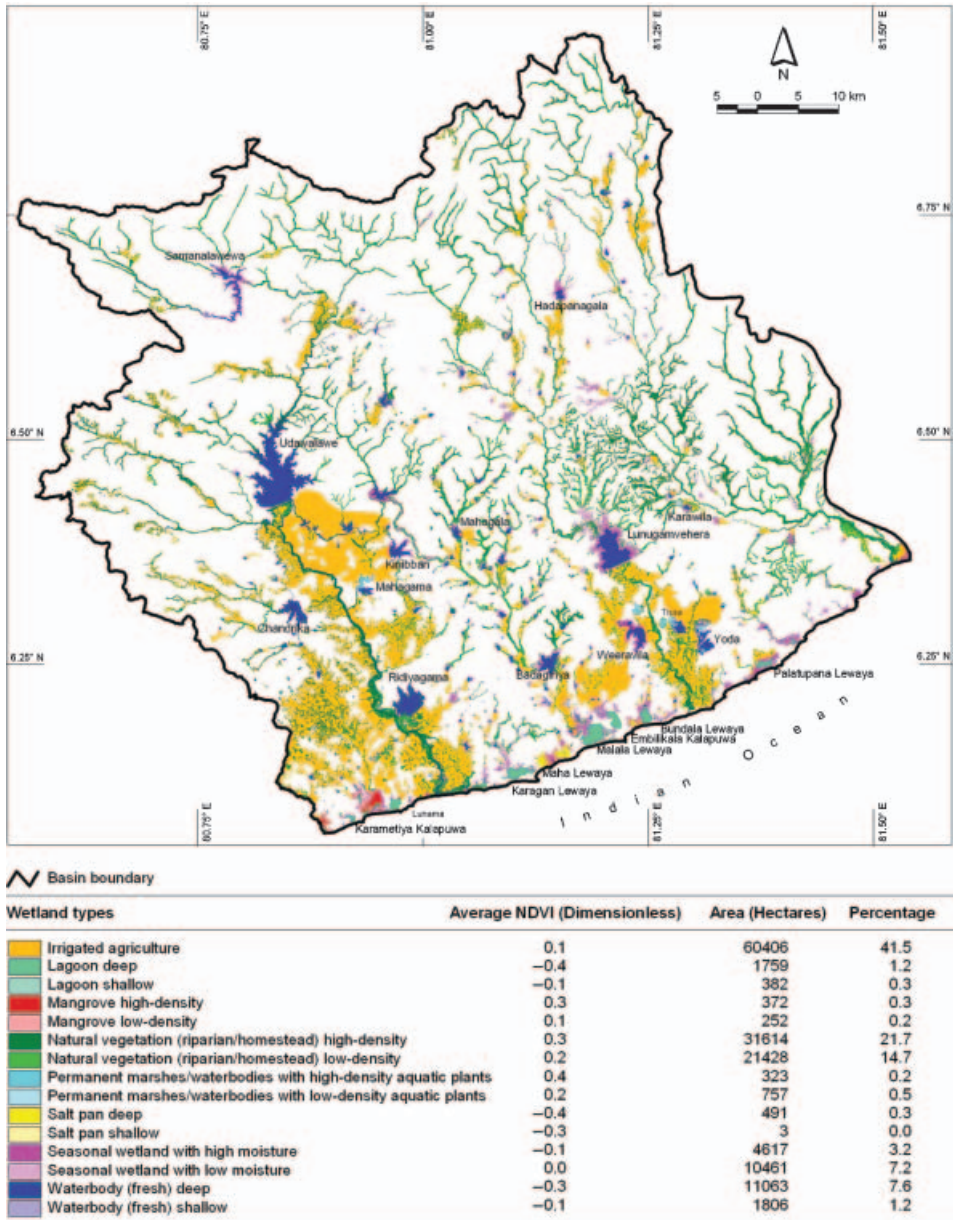 80.75° E
81.00° E
81.25° E
81.50° E
N
5 0 5 10 km
6.75° N
6.75° N
Samanalawewa
Hadapanagala
6.50° N
6.50° N
Udawalawe
Mahagala
Karawila
Lunugamvehera
Kiriibban
Mahagama
Chandrika
Tissa
Yoda
Weerawila
6.25° N
6.25° N
Ridiyagama
Badagiriya
Palatupana Lewaya
Bundala Lewaya
Embilikala Kalapuwa
Malala Lewaya
Maha Lewaya
Karagan Lewaya
Lunama
Karametiya Kalapuwa
Indian Ocean
80.75° E
81.25° E
81.50° E
Basin boundary
Wetland types Average NDVI (Dimensionless) Area (Hectares) Percentage
Irrigated agriculture 0.1 60406 41.5
Lagoon deep −0.4 1759 1.2
Lagoon shallow −0.1 382 0.3
Mangrove high-density 0.3 372 0.3
Mangrove low-density 0.1 252 0.2
Natural vegetation (riparian/homestead) high-density 0.3 31614 21.7
Natural vegetation (riparian/homestead) low-density 0.2 21428 14.7
Permanent marshes/waterbodies with high-density aquatic plants 0.4 323 0.2
Permanent marshes/waterbodies with low-density aquatic plants 0.2 757 0.5
Salt pan deep −0.4 491 0.3
Salt pan shallow −0.3 3 0.0
Seasonal wetland with high moisture −0.1 4617 3.2
Seasonal wetland with low moisture 0.0 10461 7.2
Waterbody (fresh) deep −0.3 11063 7.6
Waterbody (fresh) shallow −0.1 1806 1.2